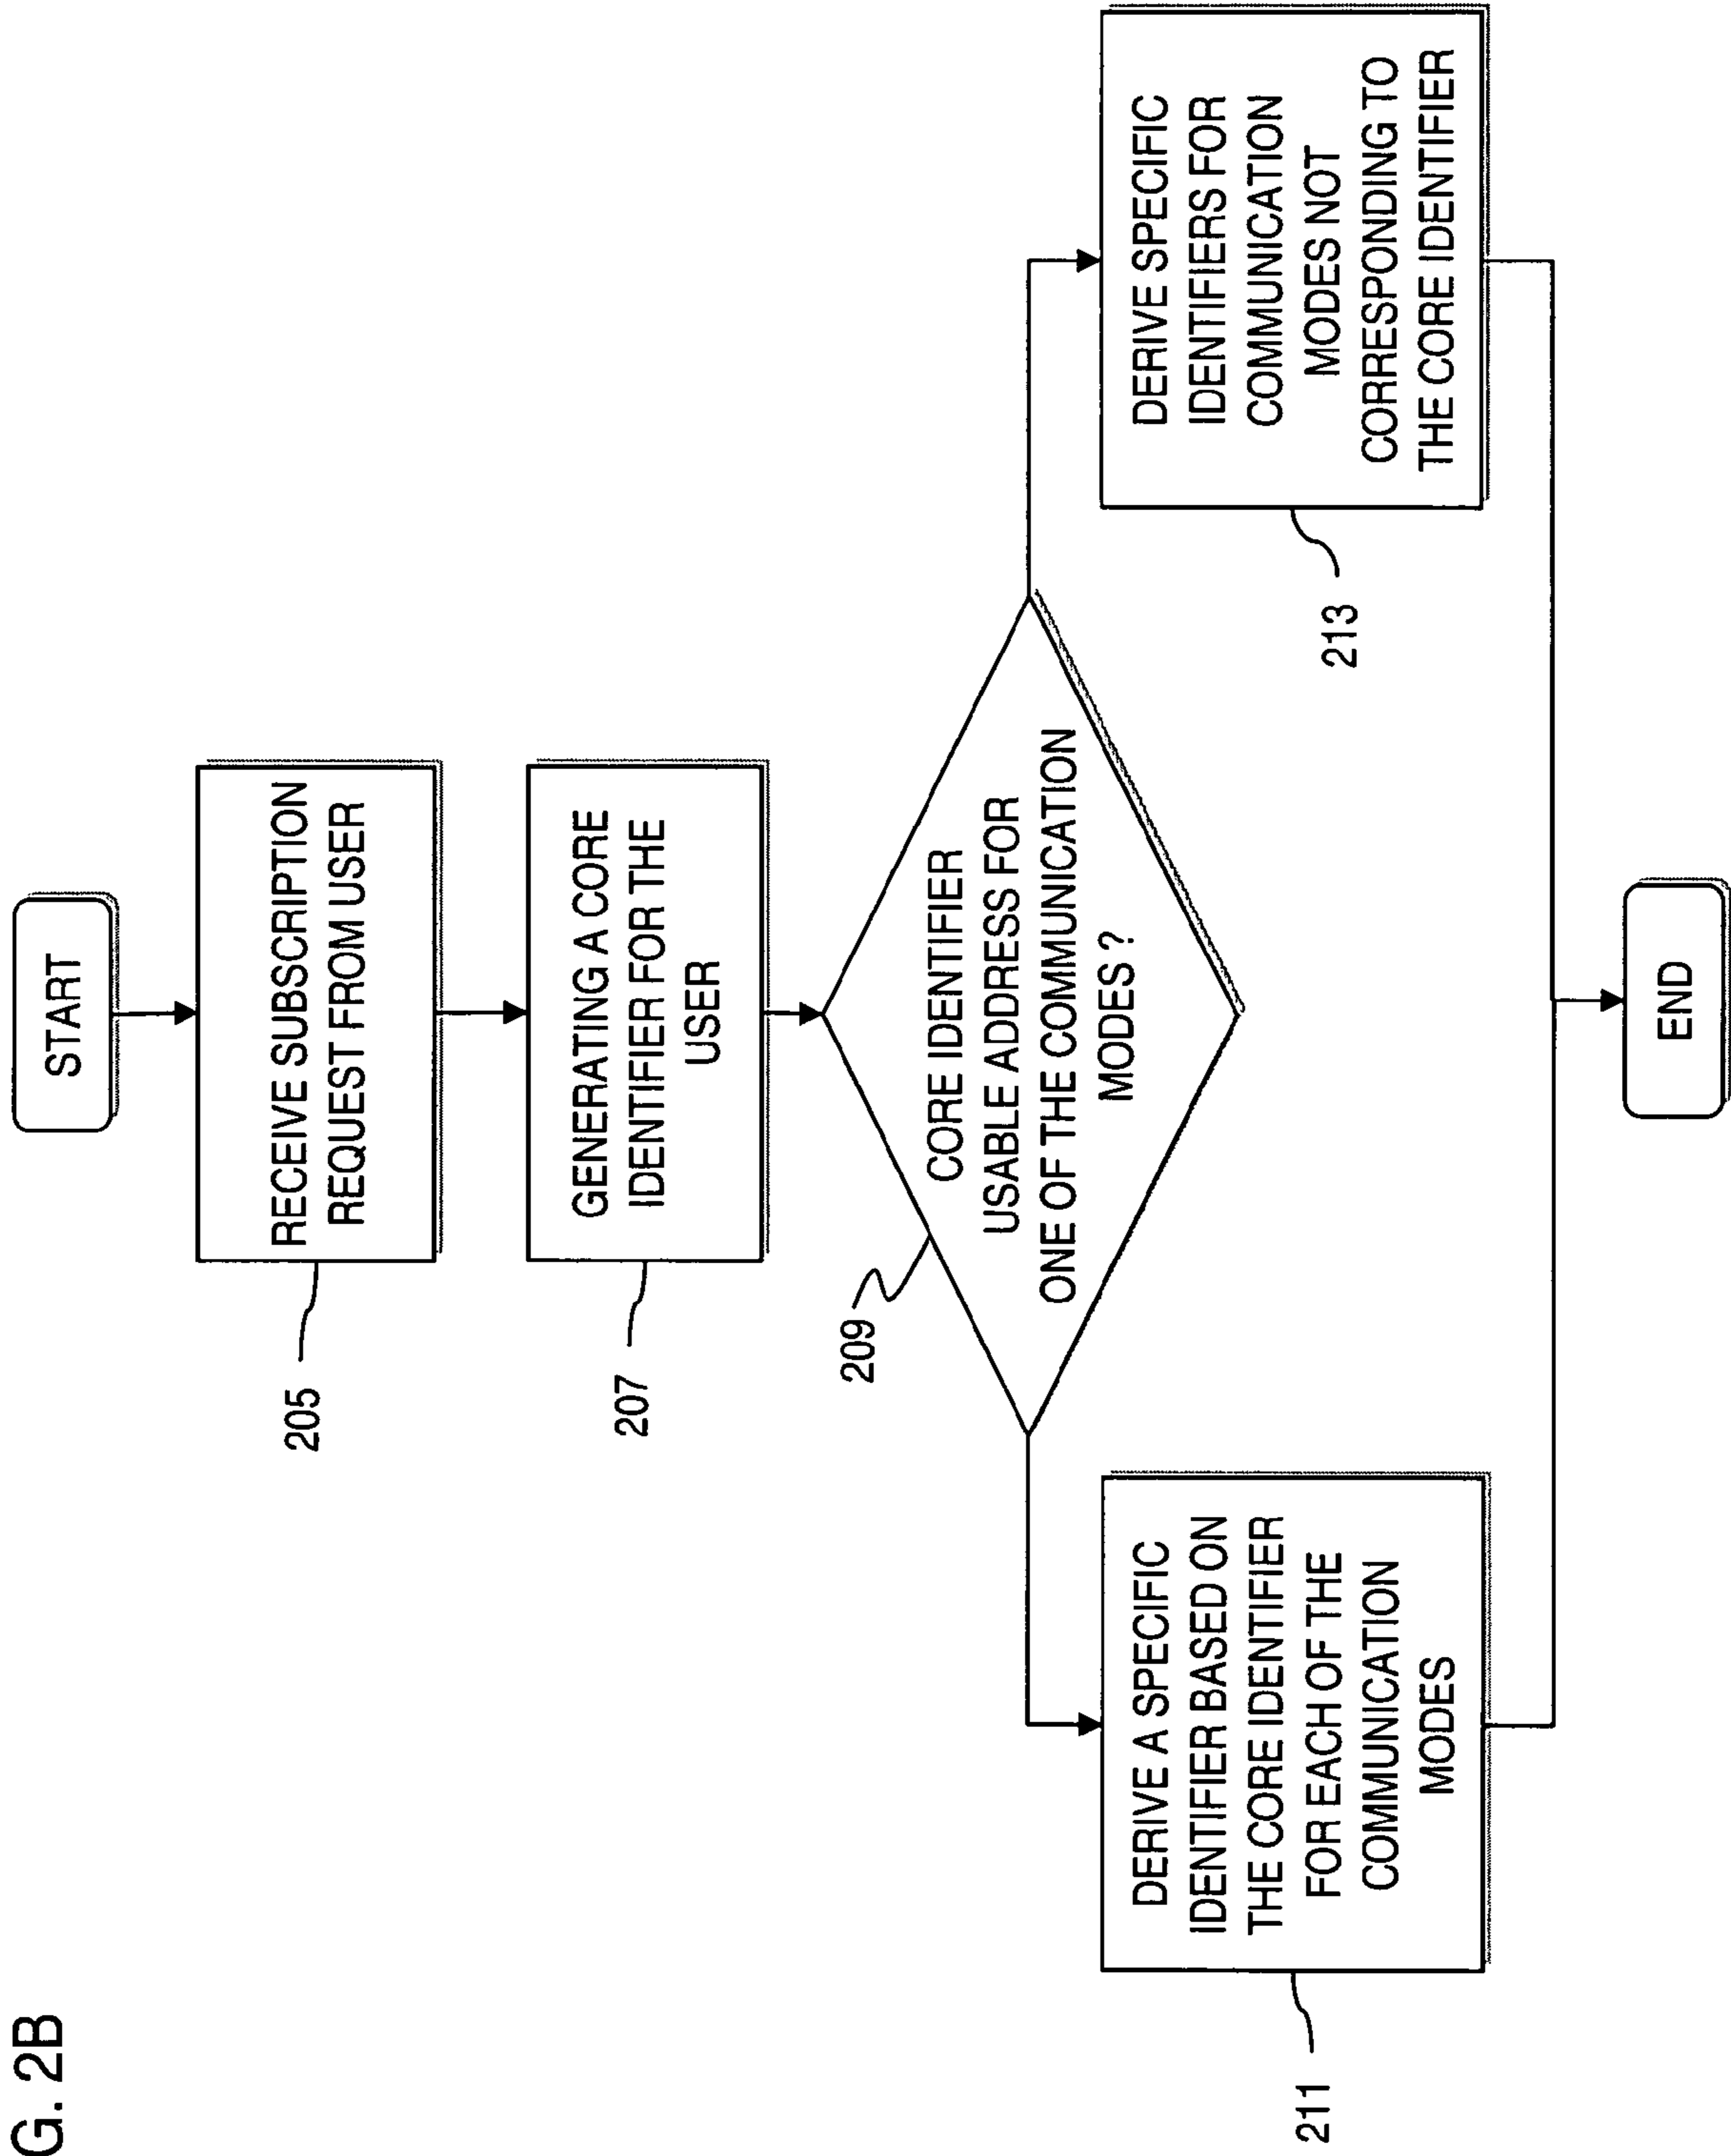 G. 2B
START
RECEIVE SUBSCRIPTION
REQUEST FROM USER
205
GENERATING A CORE
IDENTIFIER FOR THE
USER
207
209
CORE IDENTIFIER
USABLE ADDRESS FOR
ONE OF THE COMMUNICATION
MODES?
DERIVE A SPECIFIC
IDENTIFIER BASED ON
THE CORE IDENTIFIER
FOR EACH OF THE
COMMUNICATION
MODES
211
DERIVE SPECIFIC
IDENTIFIERS FOR
COMMUNICATION
MODES NOT
CORRESPONDING TO
THE CORE IDENTIFIER
213
END